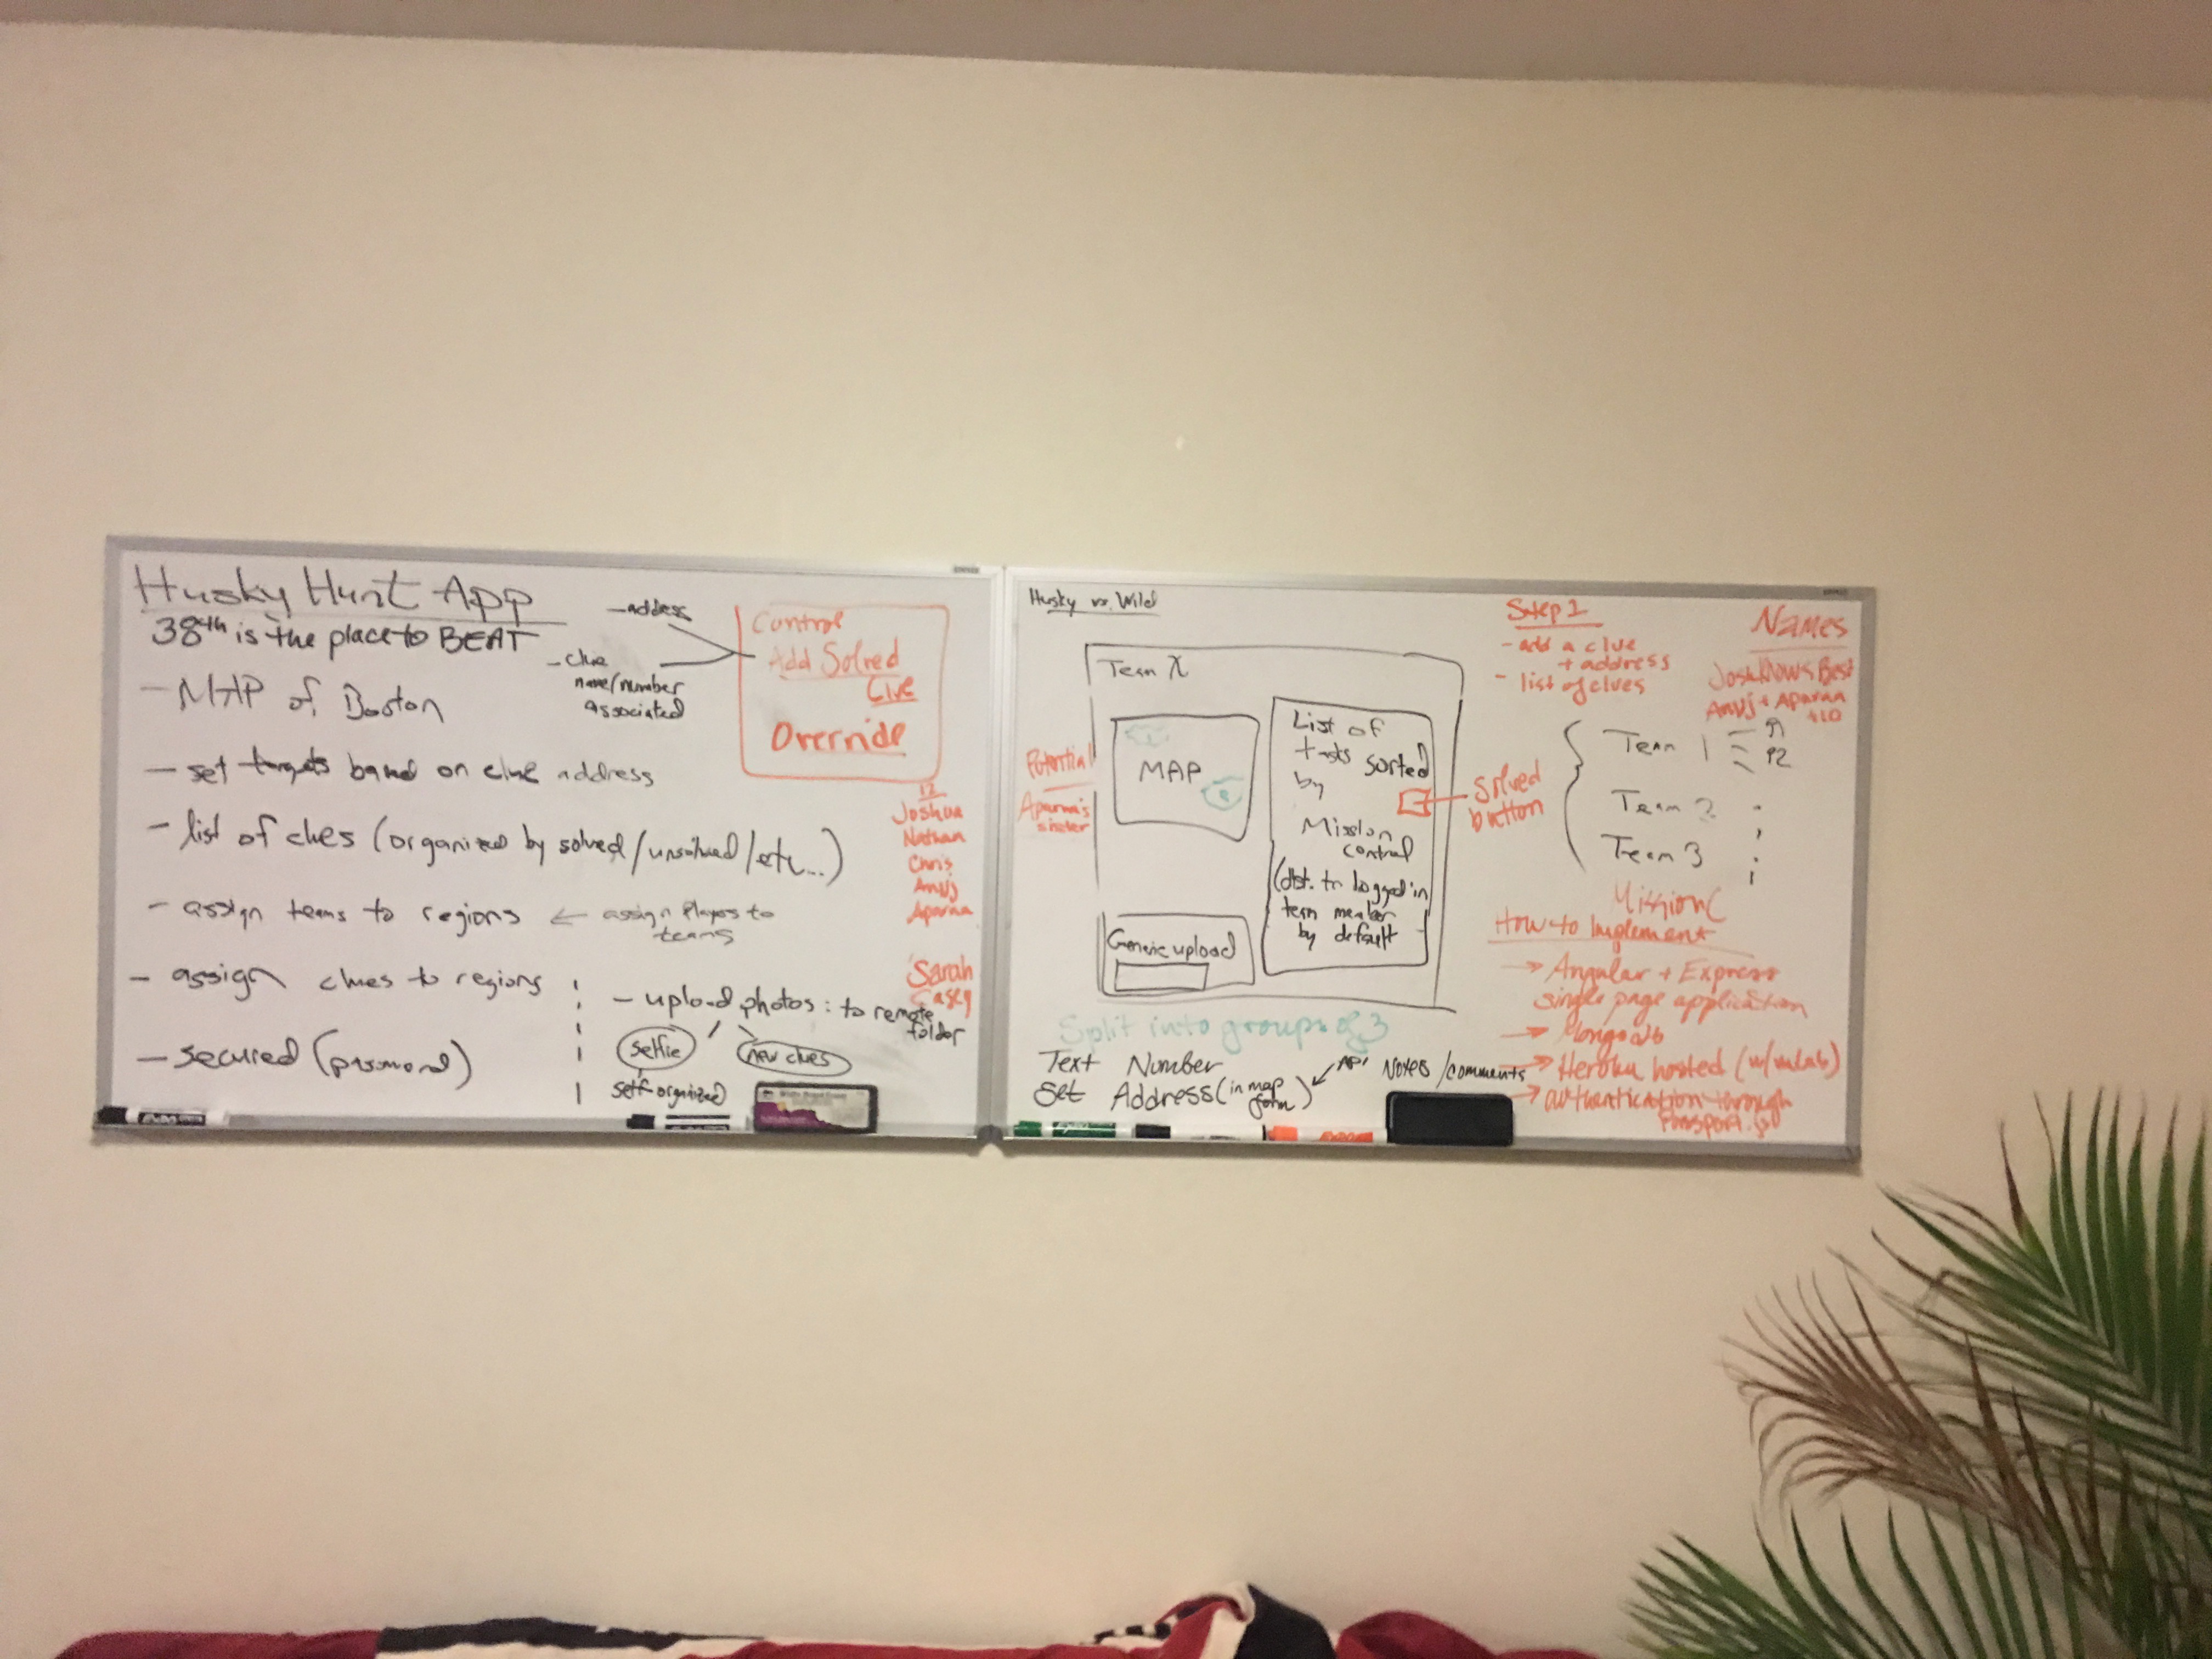 Husky Hunt App
38th is the place to BEAT
- MAP of Boston
- set targets based on clue address
- list of clues (organized by solved/unsolved/etc...)
- assign teams to regions ← assign players to
teams
- assign clues to regions
- secured (password)
- address
- clue
name/number
associated
Control
Add Solved
Clue
Override
12
Joshua
Nathan
Chris
Anuj
Aparna
Sarah
Casey
- upload photos: to remote
folder
selfie
new clues
self-organized
Husky vs. Wild
Team X
MAP
List of
tasks sorted
by
Mission
control
(dist. to logged in
team member
by default
Generic upload
Potential
Aparna's
sister
solved
button
Split into groups of 3
Text Number
Set Address (in map
form)
API
Notes/comments
Step 1
- add a clue
+ address
- list of clues
Names
JoshKnowsBest
Anuj + Aparna
+10
Team 1
P1
P2
Team 2
Team 3
Mission C
How to Implement
→ Angular + Express
single page application
→ Mongodb
→ Heroku hosted (w/mlab)
→ authentication through
Passport.js